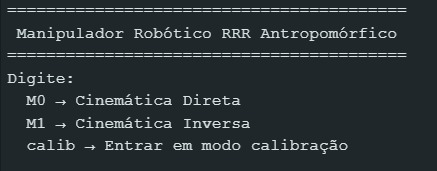 ========================================
Manipulador Robótico RRR Antropomórfico
========================================
Digite:
M0 → Cinemática Direta
M1 → Cinemática Inversa
calib → Entrar em modo calibração